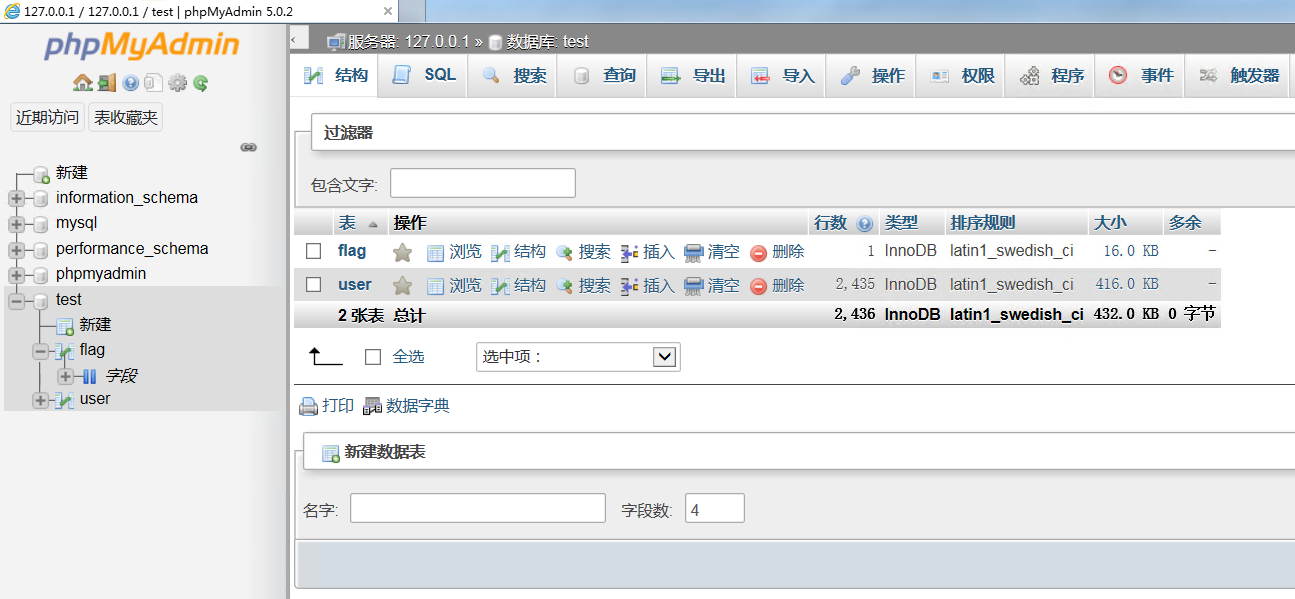 127.0.0.1 / 127.0.0.1 / test | phpMyAdmin 5.0.2
phpMyAdmin
近期访问 表收藏夹
新建
information_schema
mysql
performance_schema
phpmyadmin
test
新建
flag
字段
user
服务器: 127.0.0.1 » 数据库: test
结构 SQL 搜索 查询 导出 导入 操作 权限 程序 事件 触发器
过滤器
包含文字:
表 操作 行数 类型 排序规则 大小 多余
flag 浏览 结构 搜索 插入 清空 删除 1 InnoDB latin1_swedish_ci 16.0 KB –
user 浏览 结构 搜索 插入 清空 删除 2,435 InnoDB latin1_swedish_ci 416.0 KB –
2 张表 总计 2,436 InnoDB latin1_swedish_ci 432.0 KB 0 字节
全选 选中项：
打印 数据字典
新建数据表
名字: 字段数: 4